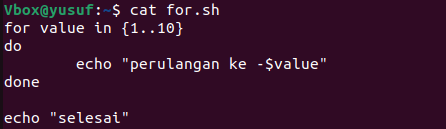 Vbox@yusuf:~$ cat for.sh
for value in {1..10}
do
        echo "perulangan ke -$value"
done

echo "selesai"